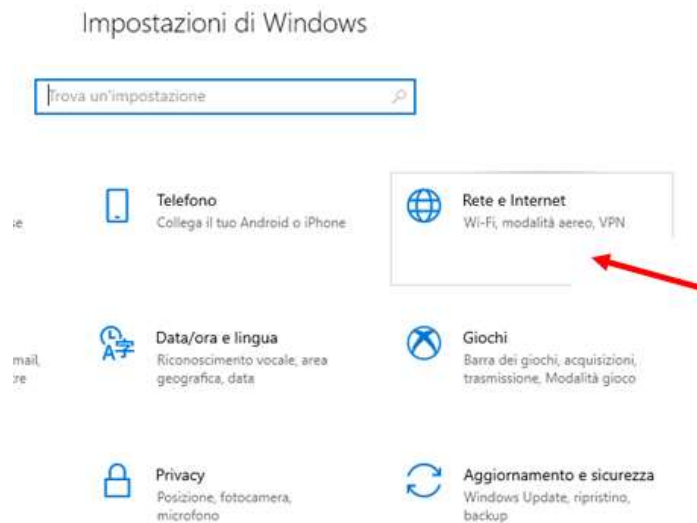 Impostazioni di Windows
Trova un'impostazione
Telefono
Collega il tuo Android o iPhone
Rete e Internet
Wi-Fi, modalità aereo, VPN
Data/ora e lingua
Riconoscimento vocale, area
geografica, data
Giochi
Barra dei giochi, acquisizioni,
trasmissione, Modalità gioco
mail,
Privacy
Posizione, fotocamera,
microfono
Aggiornamento e sicurezza
Windows Update, ripristino,
backup